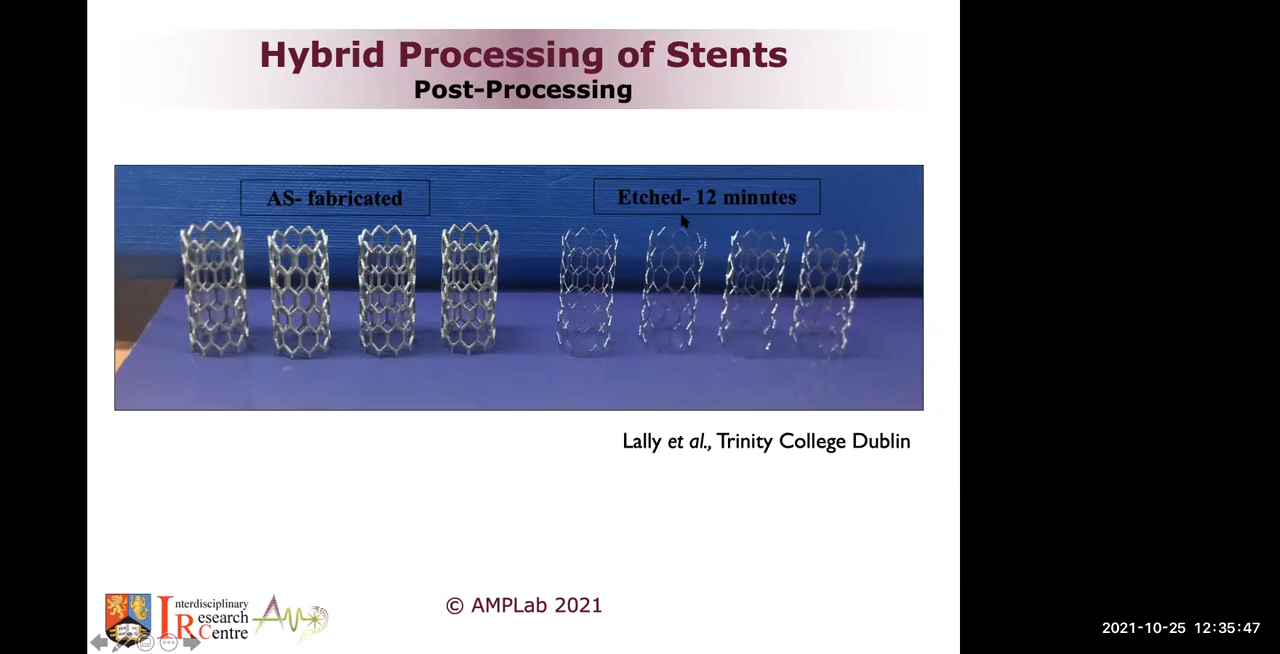 Hybrid Processing of Stents
Post-Processing
AS- fabricated
Etched- 12 minutes
Lally et al., Trinity College Dublin
Interdisciplinary
Research
Centre
© AMPLab 2021
2021-10-25 12:35:47